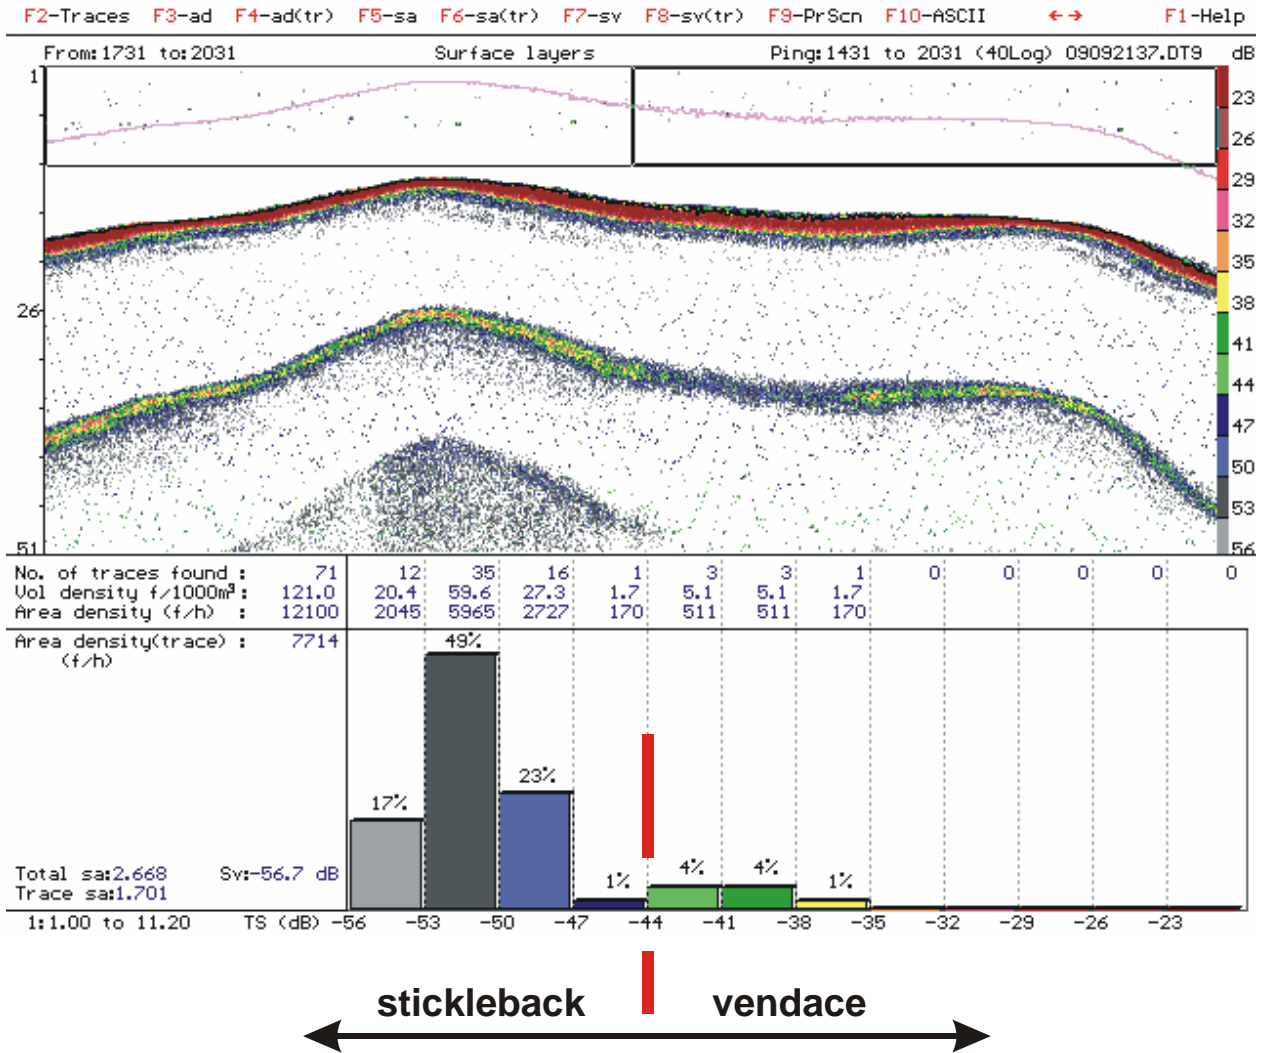 F2-Traces F3-ad F4-ad(tr) F5-sa F6-sa(tr) F7-sv F8-sv(tr) F9-PrScn F10-ASCII ←→ F1-Help
From:1731 to:2031 Surface layers Ping:1431 to 2031 (40Log) 09092137.DT9 dB
1
23
26
29
32
35
26
38
41
44
47
50
53
51
56
No. of traces found : 71 12 35 16 1 3 3 1 0 0 0 0 0
Vol density f/1000m³: 121.0 20.4 59.6 27.3 1.7 5.1 5.1 1.7
Area density (f/h) : 12100 2045 5965 2727 170 511 511 170
Area density(trace) : 7714
(f/h)
49%
23%
17%
4% 4%
1% 1%
Total sa:2.668 Sv:-56.7 dB
Trace sa:1.701
1:1.00 to 11.20 TS (dB) -56 -53 -50 -47 -44 -41 -38 -35 -32 -29 -26 -23
stickleback vendace